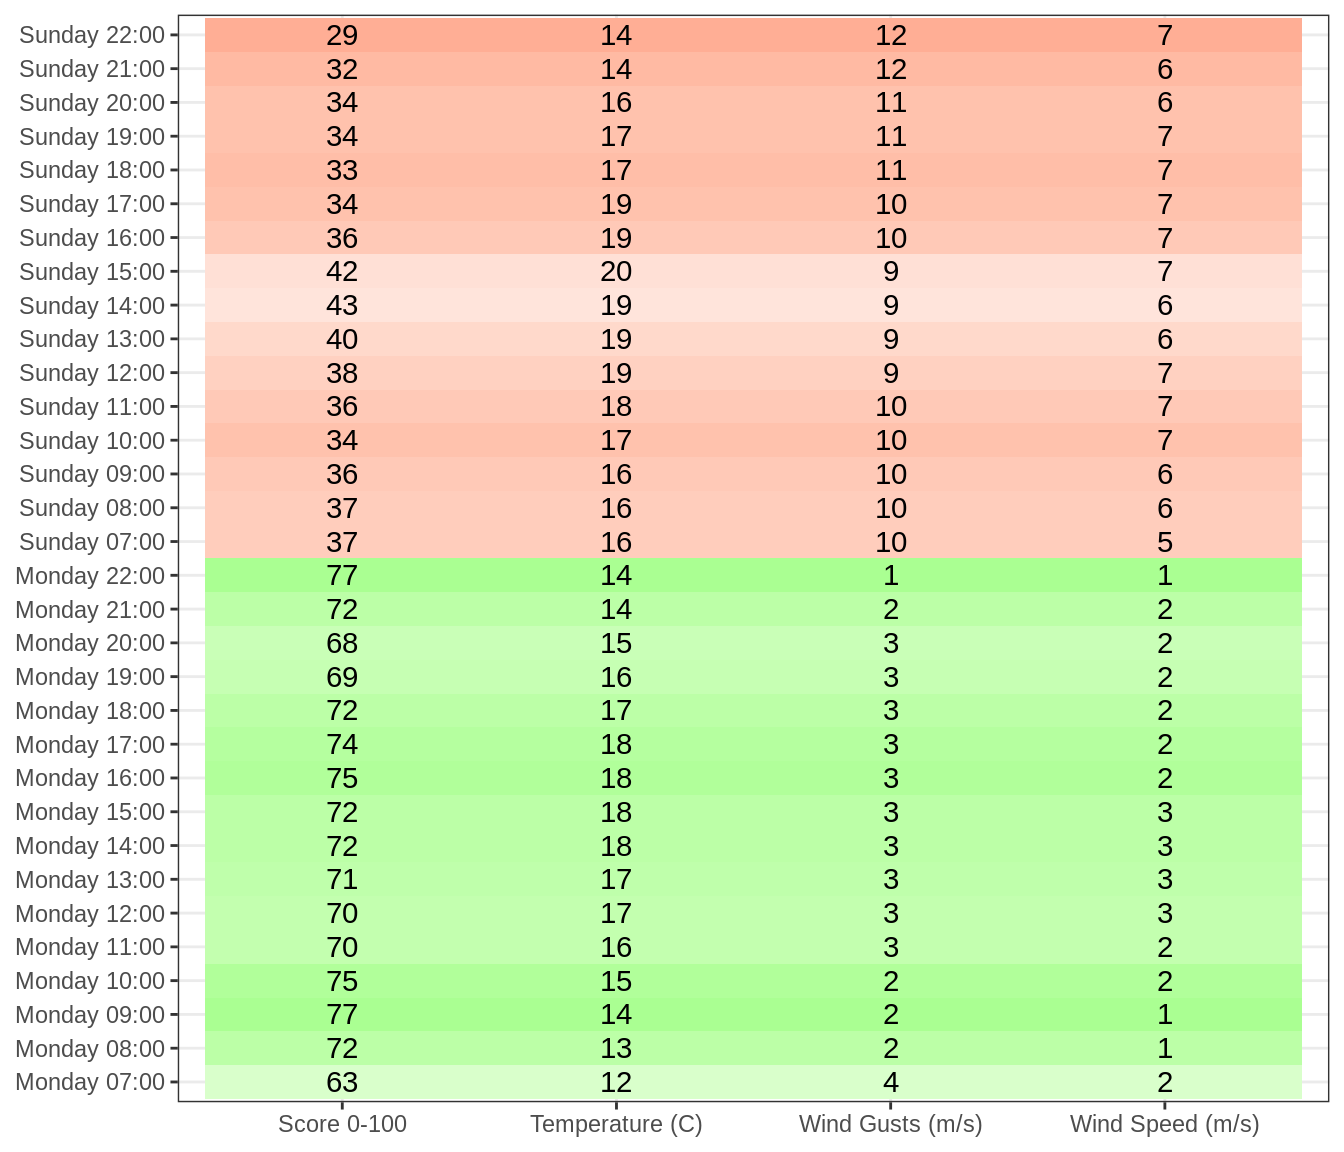 Sunday 22:00 29 14 12 7
Sunday 21:00 32 14 12 6
Sunday 20:00 34 16 11 6
Sunday 19:00 34 17 11 7
Sunday 18:00 33 17 11 7
Sunday 17:00 34 19 10 7
Sunday 16:00 36 19 10 7
Sunday 15:00 42 20 9 7
Sunday 14:00 43 19 9 6
Sunday 13:00 40 19 9 6
Sunday 12:00 38 19 9 7
Sunday 11:00 36 18 10 7
Sunday 10:00 34 17 10 7
Sunday 09:00 36 16 10 6
Sunday 08:00 37 16 10 6
Sunday 07:00 37 16 10 5
Monday 22:00 77 14 1 1
Monday 21:00 72 14 2 2
Monday 20:00 68 15 3 2
Monday 19:00 69 16 3 2
Monday 18:00 72 17 3 2
Monday 17:00 74 18 3 2
Monday 16:00 75 18 3 2
Monday 15:00 72 18 3 3
Monday 14:00 72 18 3 3
Monday 13:00 71 17 3 3
Monday 12:00 70 17 3 3
Monday 11:00 70 16 3 2
Monday 10:00 75 15 2 2
Monday 09:00 77 14 2 1
Monday 08:00 72 13 2 1
Monday 07:00 63 12 4 2
Score 0-100 Temperature (C) Wind Gusts (m/s) Wind Speed (m/s)